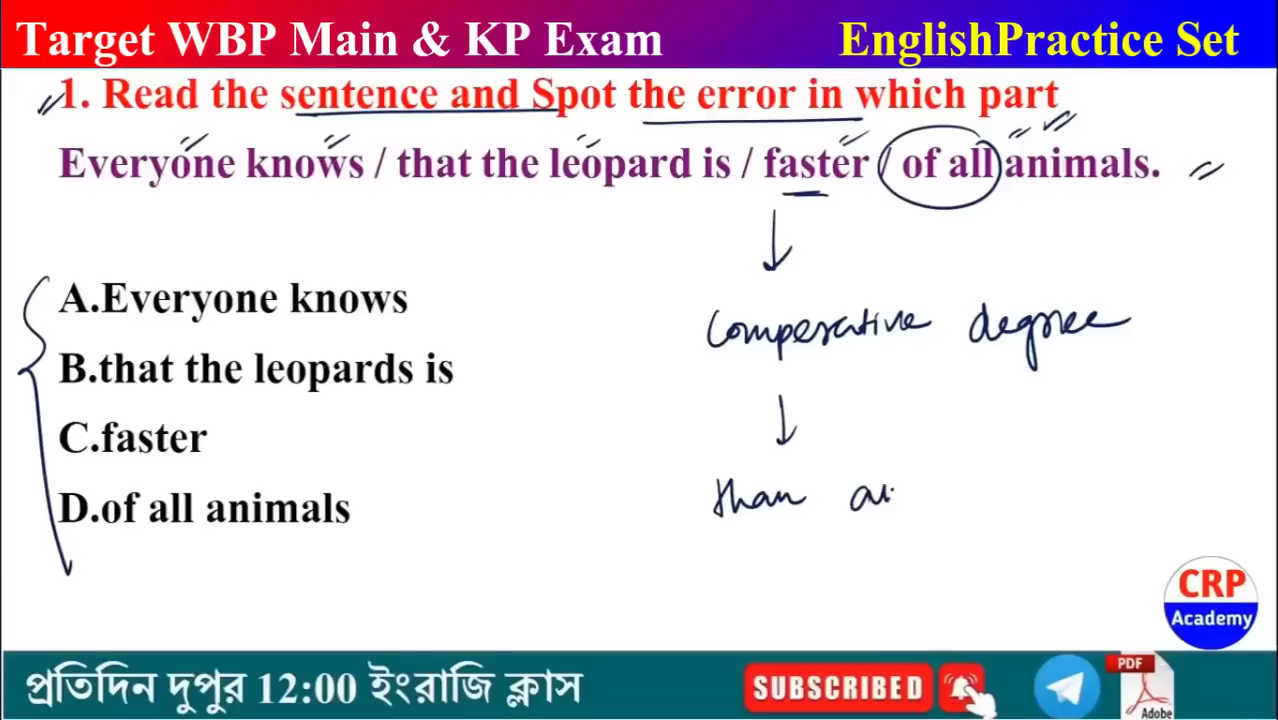 Target WBP Main & KP Exam EnglishPractice Set
1. Read the sentence and Spot the error in which part
Everyone knows / that the leopard is / faster / of all animals.
A.Everyone knows
B.that the leopards is
C.faster
D.of all animals
comperative degree
than
CRP
Academy
প্রতিদিন দুপুর 12:00 ইংরাজি ক্লাস
SUBSCRIBED
PDF
Adobe